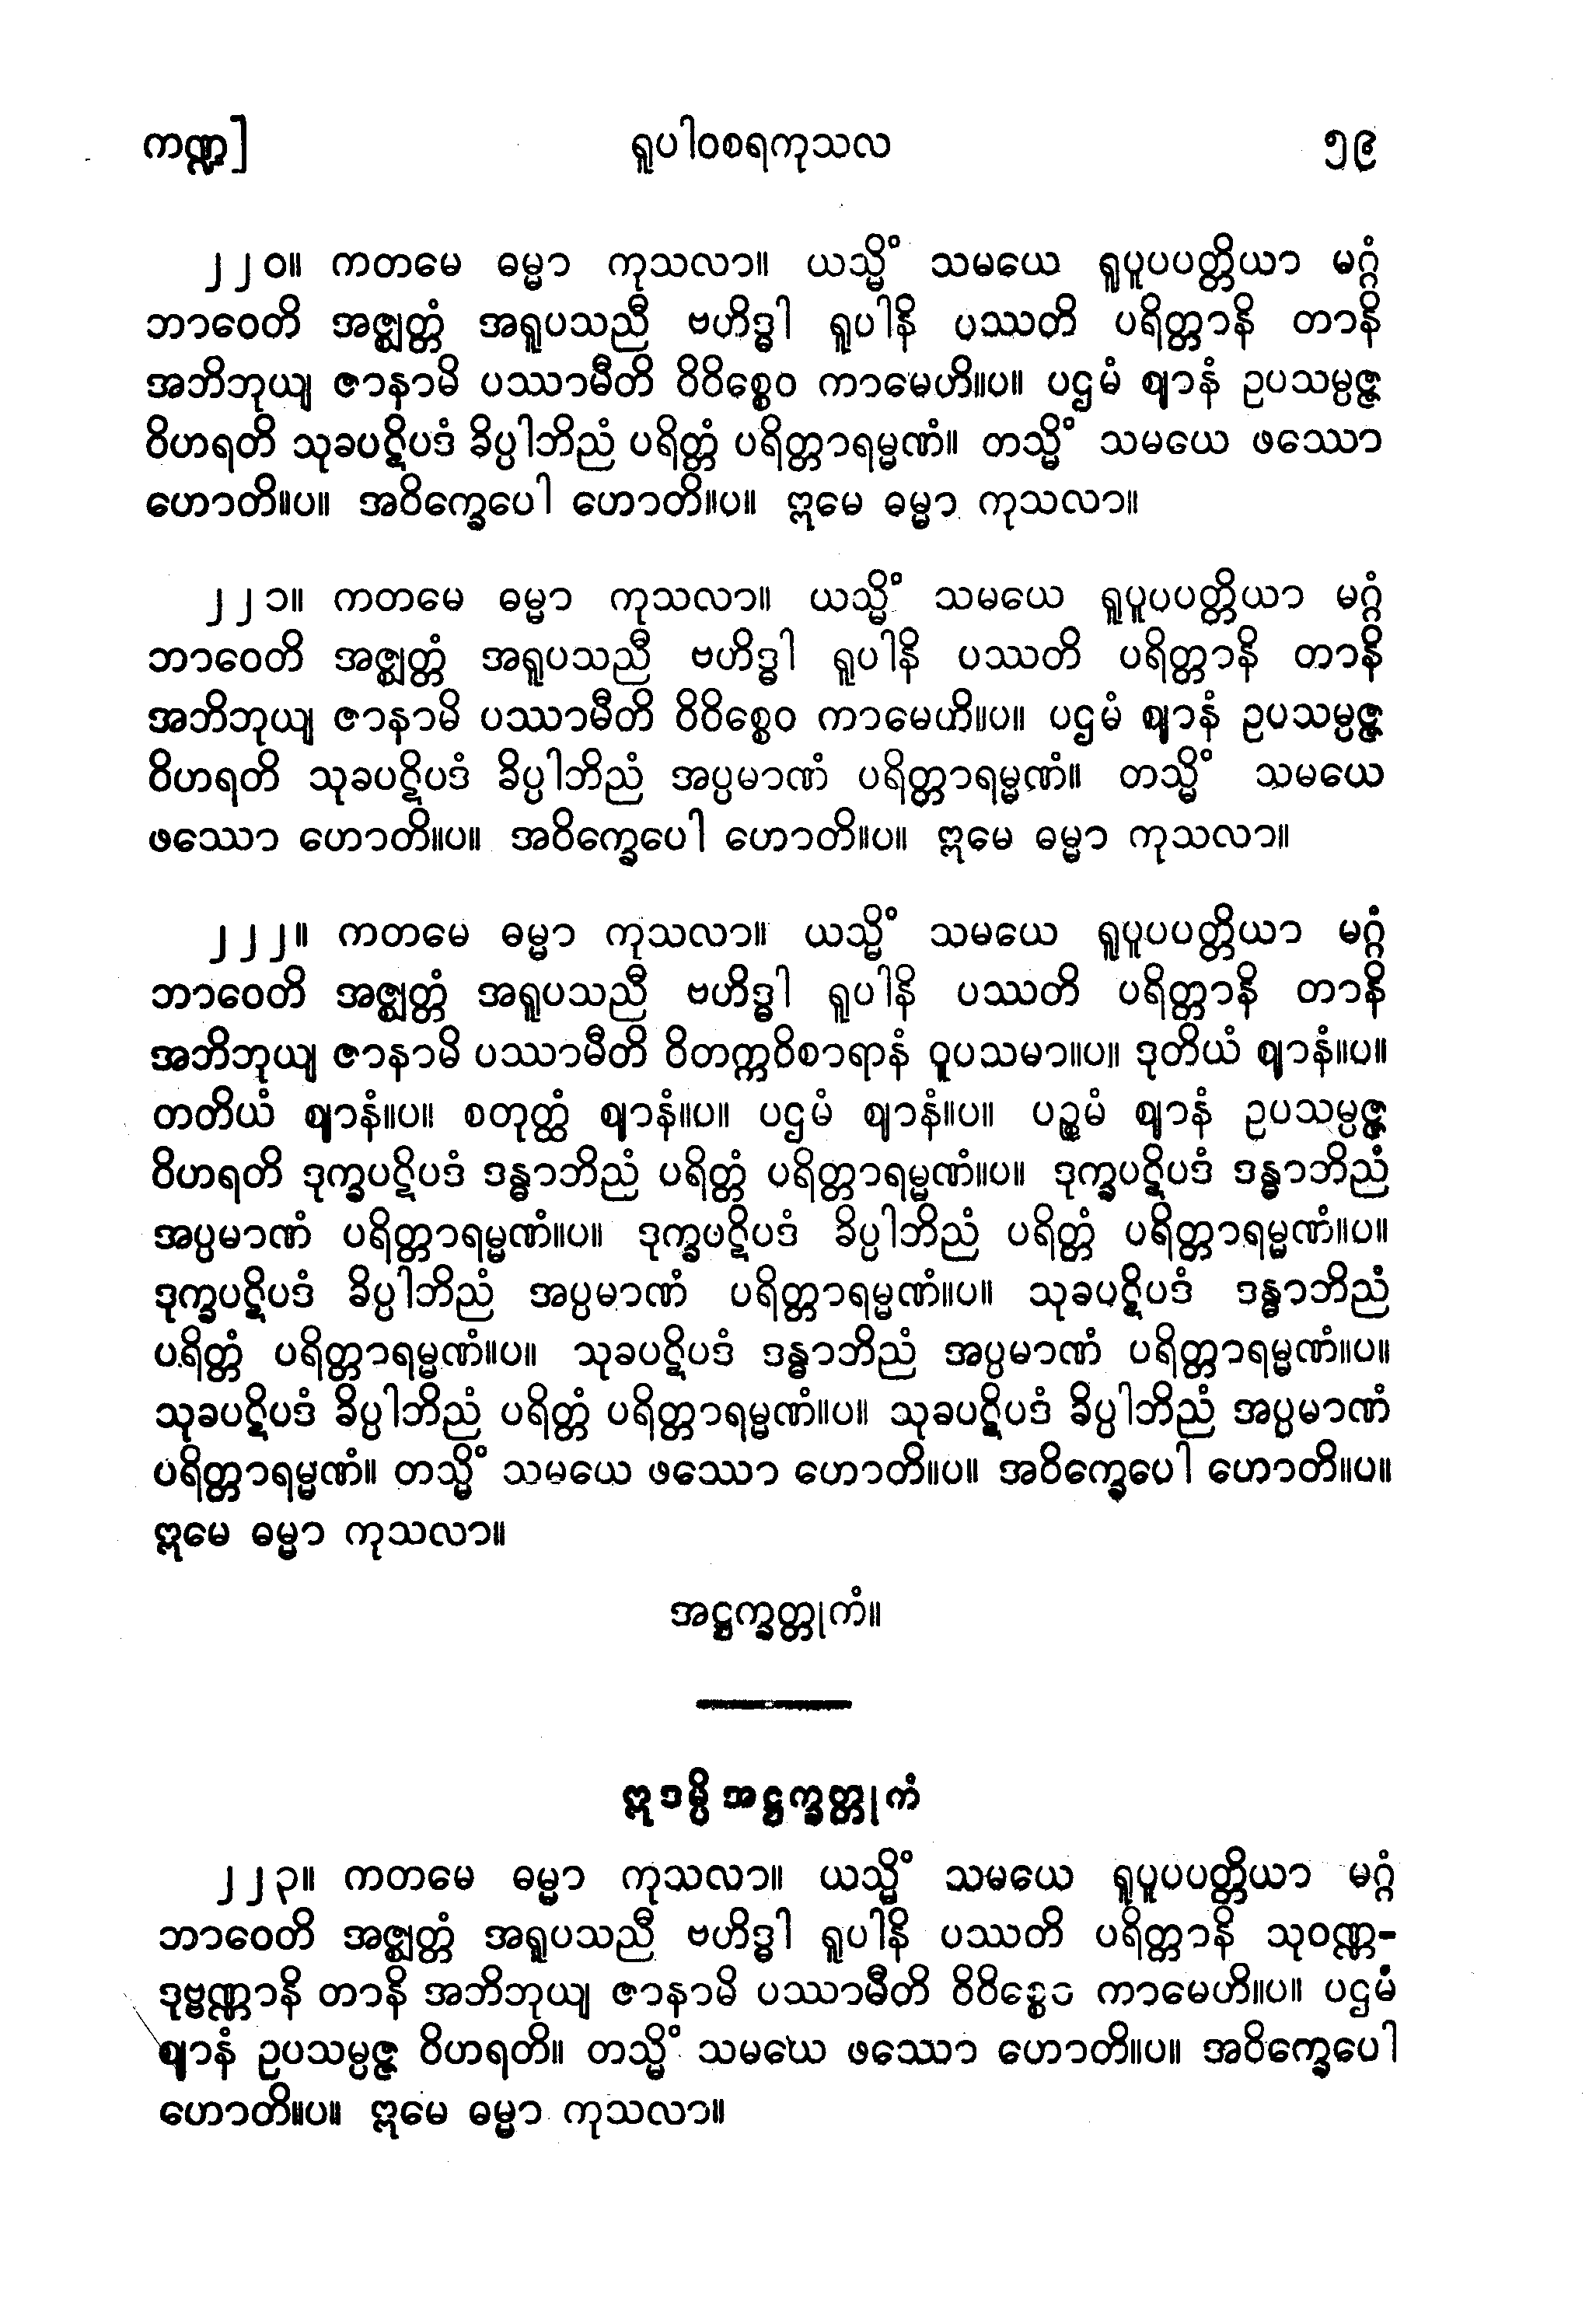 ကဏ္ဍ] ရူပါဝစရကုသလ ၅၉
၂၂၀။ ကတမေ ဓမ္မာ ကုသလာ။ ယသ္မိံ သမယေ ရူပူပပတ္တိယာ မဂ္ဂံ
ဘာဝေတိ အဇ္ဈတ္တံ အရူပသညီ ဗဟိဒ္ဓါ ရူပါနိ ပဿတိ ပရိတ္တာနိ တာနိ
အဘိဘုယျ ဇာနာမိ ပဿာမီတိ ဝိဝိစ္စေဝ ကာမေဟိ။ပ။ ပဌမံ ဈာနံ ဥပသမ္ပဇ္ဇ
ဝိဟရတိ သုခပဋိပဒံ ခိပ္ပါဘိညံ ပရိတ္တံ ပရိတ္တာရမ္မဏံ။ တသ္မိံ သမယေ ဖဿော
ဟောတိ။ပ။ အဝိက္ခေပေါ ဟောတိ။ပ။ ဣမေ ဓမ္မာ ကုသလာ။
၂၂၁။ ကတမေ ဓမ္မာ ကုသလာ။ ယသ္မိံ သမယေ ရူပူပပတ္တိယာ မဂ္ဂံ
ဘာဝေတိ အဇ္ဈတ္တံ အရူပသညီ ဗဟိဒ္ဓါ ရူပါနိ ပဿတိ ပရိတ္တာနိ တာနိ
အဘိဘုယျ ဇာနာမိ ပဿာမီတိ ဝိဝိစ္စေဝ ကာမေဟိ။ပ။ ပဌမံ ဈာနံ ဥပသမ္ပဇ္ဇ
ဝိဟရတိ သုခပဋိပဒံ ခိပ္ပါဘိညံ အပ္ပမာဏံ ပရိတ္တာရမ္မဏံ။ တသ္မိံ သမယေ
ဖဿော ဟောတိ။ပ။ အဝိက္ခေပေါ ဟောတိ။ပ။ ဣမေ ဓမ္မာ ကုသလာ။
၂၂၂။ ကတမေ ဓမ္မာ ကုသလာ။ ယသ္မိံ သမယေ ရူပူပပတ္တိယာ မဂ္ဂံ
ဘာဝေတိ အဇ္ဈတ္တံ အရူပသညီ ဗဟိဒ္ဓါ ရူပါနိ ပဿတိ ပရိတ္တာနိ တာနိ
အဘိဘုယျ ဇာနာမိ ပဿာမီတိ ဝိတက္ကဝိစာရာနံ ဝူပသမာ။ပ။ ဒုတိယံ ဈာနံ။ပ။
တတိယံ ဈာနံ။ပ။ စတုတ္ထံ ဈာနံ။ပ။ ပဌမံ ဈာနံ။ပ။ ပဉ္စမံ ဈာနံ ဥပသမ္ပဇ္ဇ
ဝိဟရတိ ဒုက္ခပဋိပဒံ ဒန္ဓာဘိညံ ပရိတ္တံ ပရိတ္တာရမ္မဏံ။ပ။ ဒုက္ခပဋိပဒံ ဒန္ဓာဘိညံ
အပ္ပမာဏံ ပရိတ္တာရမ္မဏံ။ပ။ ဒုက္ခပဋိပဒံ ခိပ္ပါဘိညံ ပရိတ္တံ ပရိတ္တာရမ္မဏံ။ပ။
ဒုက္ခပဋိပဒံ ခိပ္ပါဘိညံ အပ္ပမာဏံ ပရိတ္တာရမ္မဏံ။ပ။ သုခပဋိပဒံ ဒန္ဓာဘိညံ
ပရိတ္တံ ပရိတ္တာရမ္မဏံ။ပ။ သုခပဋိပဒံ ဒန္ဓာဘိညံ အပ္ပမာဏံ ပရိတ္တာရမ္မဏံ။ပ။
သုခပဋိပဒံ ခိပ္ပါဘိညံ ပရိတ္တံ ပရိတ္တာရမ္မဏံ။ပ။ သုခပဋိပဒံ ခိပ္ပါဘိညံ အပ္ပမာဏံ
ပရိတ္တာရမ္မဏံ။ တသ္မိံ သမယေ ဖဿော ဟောတိ။ပ။ အဝိက္ခေပေါ ဟောတိ။ပ။
ဣမေ ဓမ္မာ ကုသလာ။
အဋ္ဌက္ခတ္တုကံ။
ဣဒမ္ပိ အဋ္ဌက္ခတ္တုကံ
၂၂၃။ ကတမေ ဓမ္မာ ကုသလာ။ ယသ္မိံ သမယေ ရူပူပပတ္တိယာ မဂ္ဂံ
ဘာဝေတိ အဇ္ဈတ္တံ အရူပသညီ ဗဟိဒ္ဓါ ရူပါနိ ပဿတိ ပရိတ္တာနိ သုဝဏ္ဏ-
ဒုဗ္ဗဏ္ဏာနိ တာနိ အဘိဘုယျ ဇာနာမိ ပဿာမီတိ ဝိဝိစ္စေဝ ကာမေဟိ။ပ။ ပဌမံ
ဈာနံ ဥပသမ္ပဇ္ဇ ဝိဟရတိ။ တသ္မိံ သမယေ ဖဿော ဟောတိ။ပ။ အဝိက္ခေပေါ
ဟောတိ။ပ။ ဣမေ ဓမ္မာ ကုသလာ။